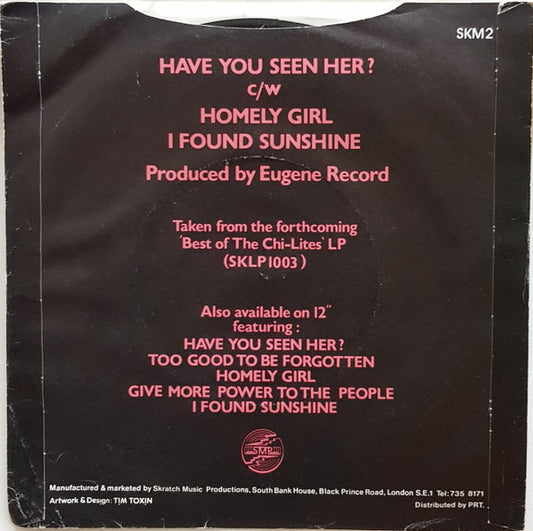 SKM2
HAVE YOU SEEN HER?
c/w
HOMELY GIRL
I FOUND SUNSHINE
Produced by Eugene Record
Taken from the forthcoming
'Best of The Chi-Lites' LP
(SKLP1003)
Also available on 12"
featuring:
HAVE YOU SEEN HER?
TOO GOOD TO BE FORGOTTEN
HOMELY GIRL
GIVE MORE POWER TO THE PEOPLE
I FOUND SUNSHINE
SMP
Manufactured & marketed by Skratch Music Productions, South Bank House, Black Prince Road, London S.E.1 Tel: 735 8171
Artwork & Design: TIM TOXIN
Distributed by PRT.